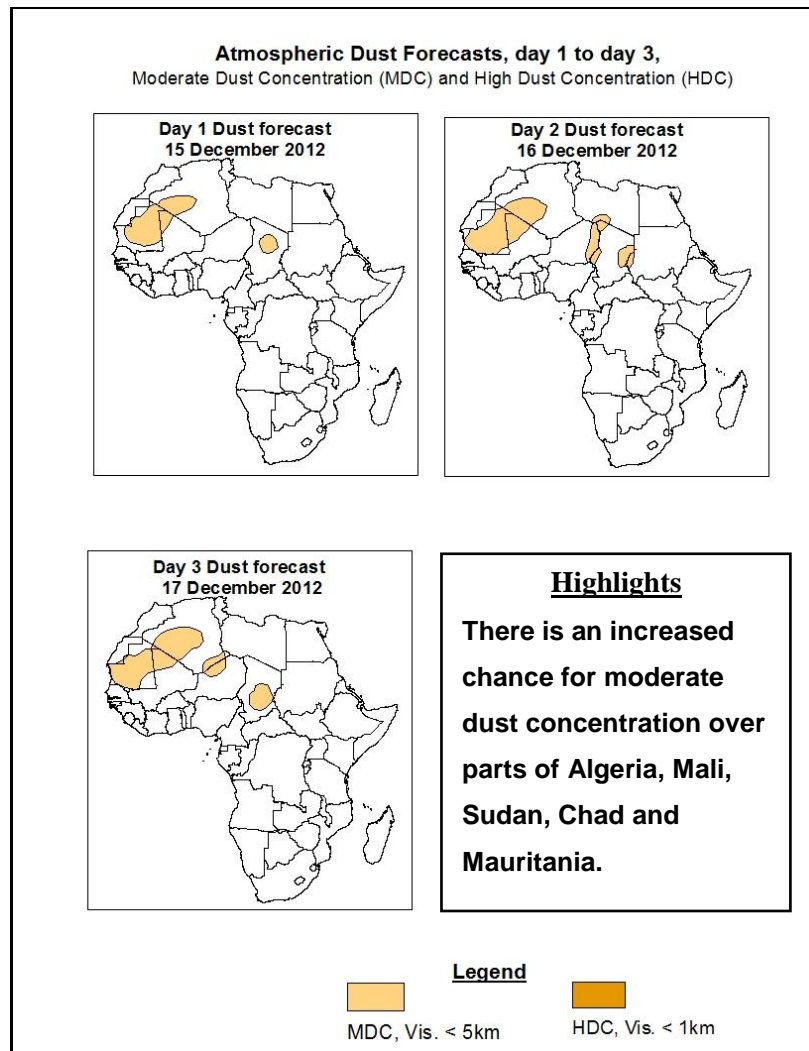 Atmospheric Dust Forecasts, day 1 to day 3,
Moderate Dust Concentration (MDC) and High Dust Concentration (HDC)
Day 1 Dust forecast
15 December 2012
Day 2 Dust forecast
16 December 2012
Day 3 Dust forecast
17 December 2012
Highlights
There is an increased
chance for moderate
dust concentration over
parts of Algeria, Mali,
Sudan, Chad and
Mauritania.
Legend
MDC, Vis. < 5km
HDC, Vis. < 1km